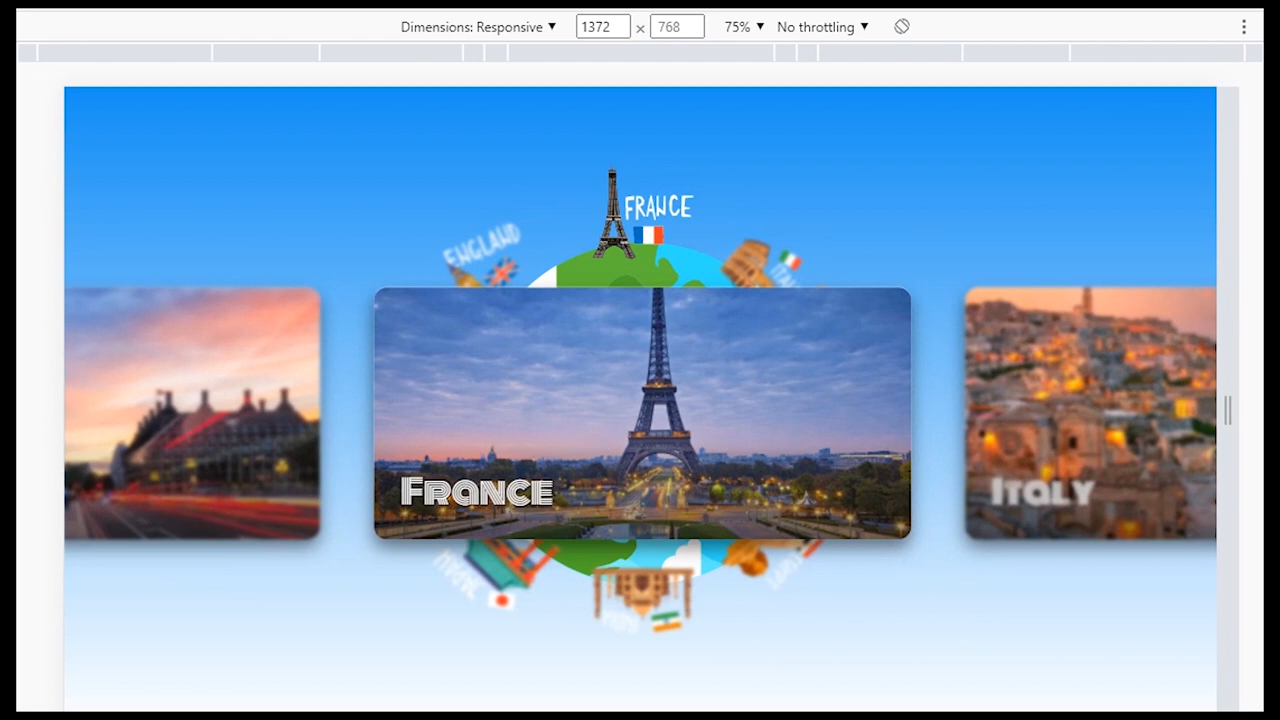 Dimensions: Responsive ▼ 1372 × 768 75% ▼ No throttling ▼
FRANCE
ENGLAND
France
Italy